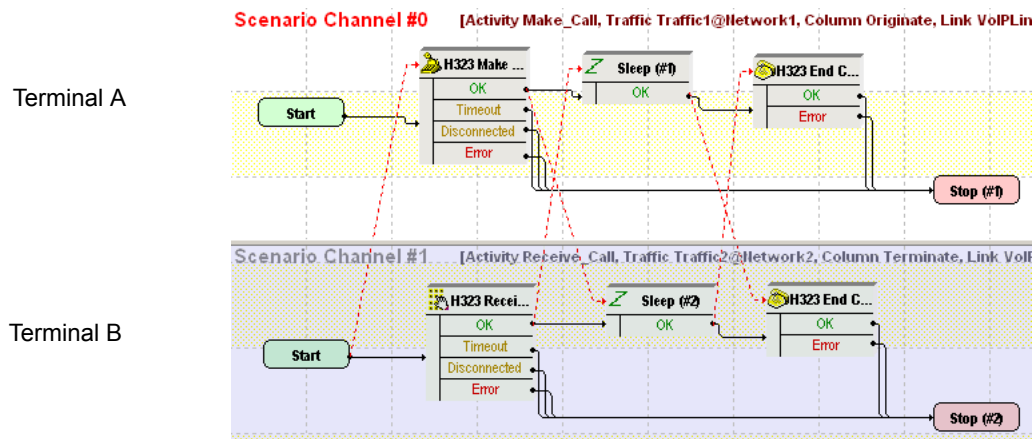 Scenario Channel #0 [Activity Make_Call, Traffic Traffic1@Network1, Column Originate, Link VoIPLin
Terminal A
H323 Make ...
OK
Timeout
Disconnected
Error
Sleep (#1)
OK
H323 End C...
OK
Error
Start
Stop (#1)
Scenario Channel #1 [Activity Receive_Call, Traffic Traffic2@Network2, Column Terminate, Link VoIP
Terminal B
H323 Recei...
OK
Timeout
Disconnected
Error
Sleep (#2)
OK
H323 End C...
OK
Error
Start
Stop (#2)